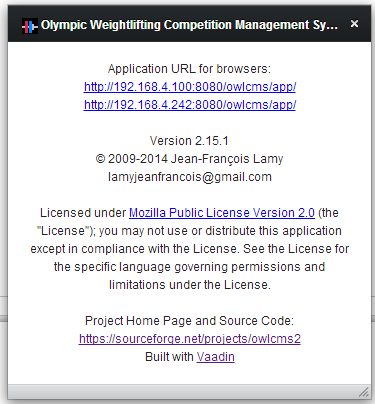 Olympic Weightlifting Competition Management Sy...
Application URL for browsers:
http://192.168.4.100:8080/owlcms/app/
http://192.168.4.242:8080/owlcms/app/
Version 2.15.1
© 2009-2014 Jean-François Lamy
lamyjeanfrancois@gmail.com
Licensed under Mozilla Public License Version 2.0 (the
"License"); you may not use or distribute this application
except in compliance with the License. See the License for
the specific language governing permissions and
limitations under the License.
Project Home Page and Source Code:
https://sourceforge.net/projects/owlcms2
Built with Vaadin